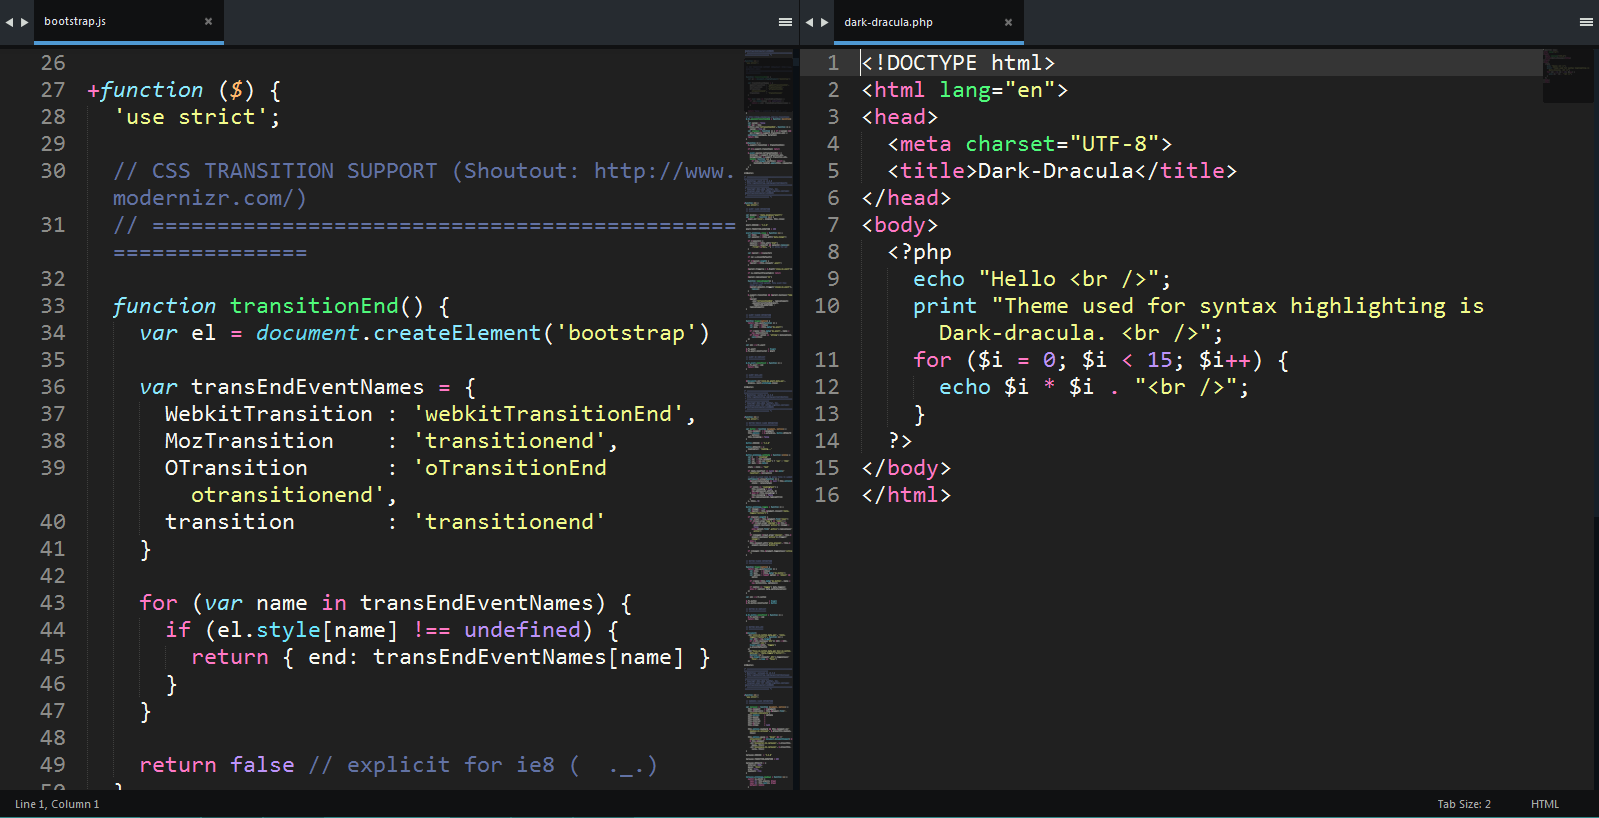 bootstrap.js ×
26
27 +function ($) {
28 'use strict';
29
30 // CSS TRANSITION SUPPORT (Shoutout: http://www.
modernizr.com/)
31 // =============================================
===============
32
33 function transitionEnd() {
34 var el = document.createElement('bootstrap')
35
36 var transEndEventNames = {
37 WebkitTransition : 'webkitTransitionEnd',
38 MozTransition    : 'transitionend',
39 OTransition      : 'oTransitionEnd
otransitionend',
40 transition       : 'transitionend'
41 }
42
43 for (var name in transEndEventNames) {
44 if (el.style[name] !== undefined) {
45 return { end: transEndEventNames[name] }
46 }
47 }
48
49 return false // explicit for ie8 (  ._.)
50 }
dark-dracula.php ×
1 <!DOCTYPE html>
2 <html lang="en">
3 <head>
4 <meta charset="UTF-8">
5 <title>Dark-Dracula</title>
6 </head>
7 <body>
8 <?php
9 echo "Hello <br />";
10 print "Theme used for syntax highlighting is
Dark-dracula. <br />";
11 for ($i = 0; $i < 15; $i++) {
12 echo $i * $i . "<br />";
13 }
14 ?>
15 </body>
16 </html>
Line 1, Column 1
Tab Size: 2 HTML